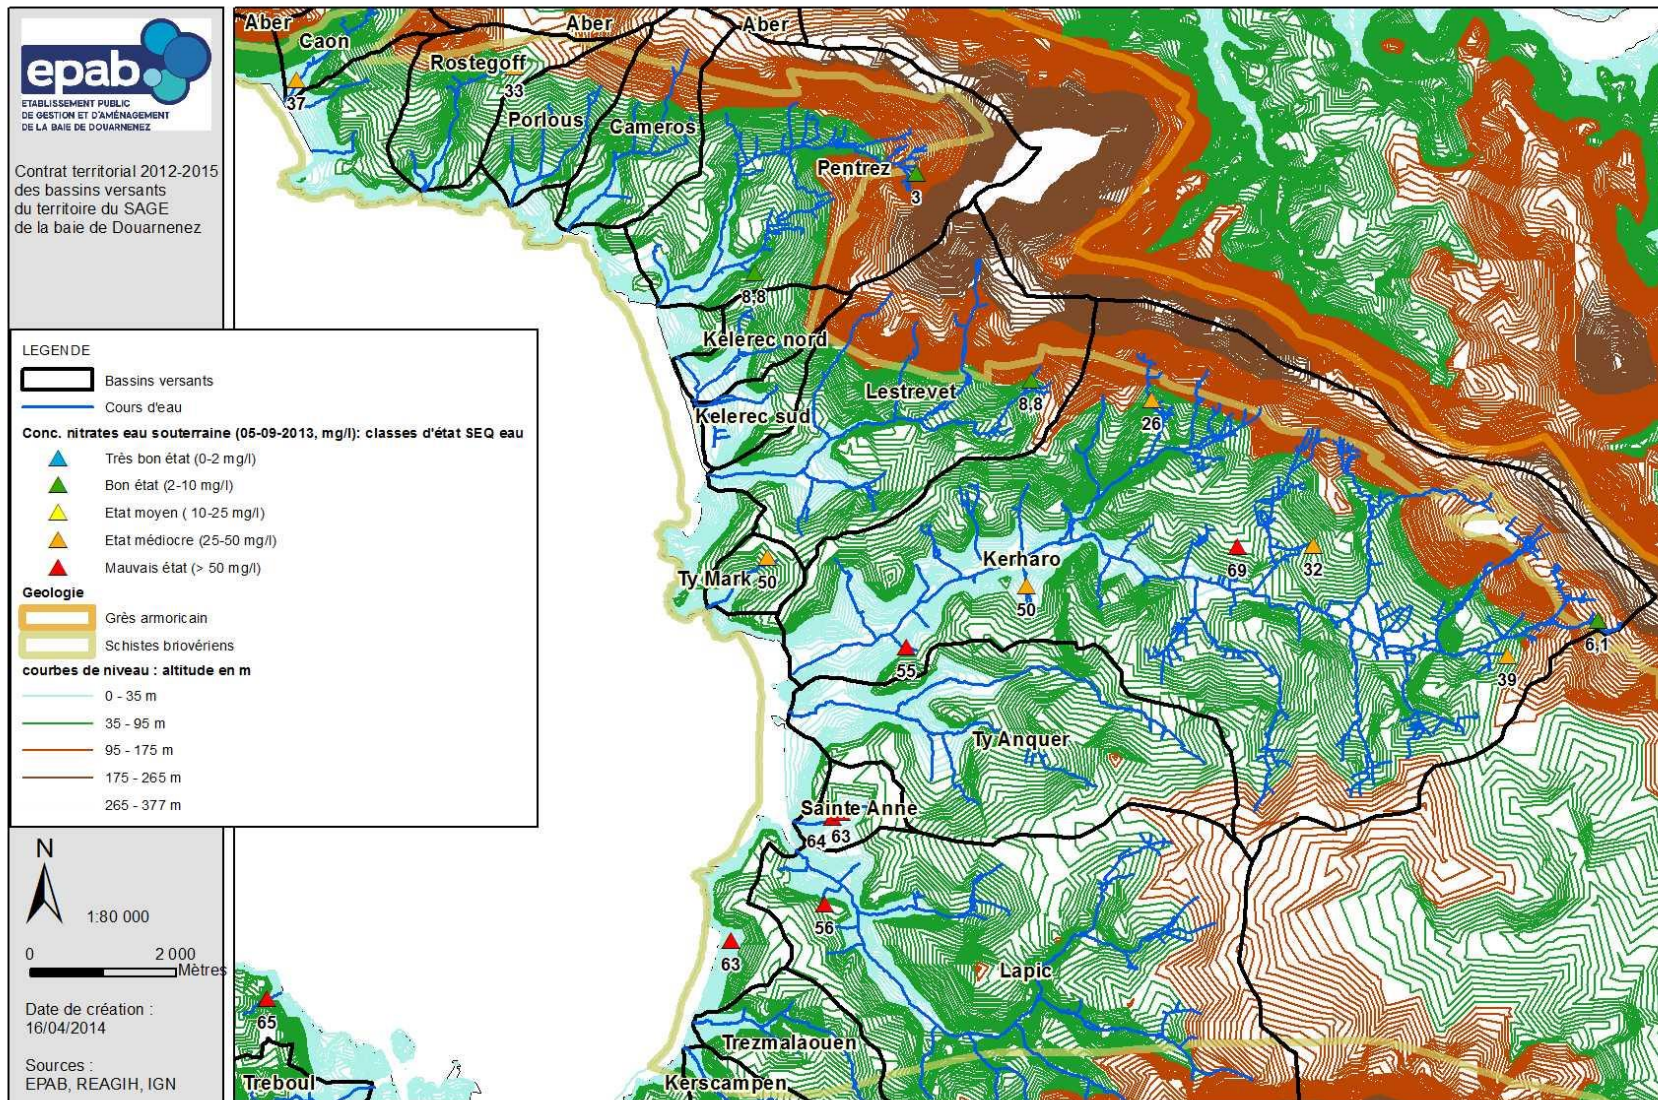 epab
ETABLISSEMENT PUBLIC
DE GESTION ET D'AMÉNAGEMENT
DE LA BAIE DE DOUARNENEZ
Contrat territorial 2012-2015
des bassins versants
du territoire du SAGE
de la baie de Douarnenez
LEGENDE
Bassins versants
Cours d'eau
Conc. nitrates eau souterraine (05-09-2013, mg/l): classes d'état SEQ eau
Très bon état (0-2 mg/l)
Bon état (2-10 mg/l)
Etat moyen ( 10-25 mg/l)
Etat médiocre (25-50 mg/l)
Mauvais état (> 50 mg/l)
Geologie
Grès armoricain
Schistes briovériens
courbes de niveau : altitude en m
0 - 35 m
35 - 95 m
95 - 175 m
175 - 265 m
265 - 377 m
N
1:80 000
0 2 000
Mètres
Date de création :
16/04/2014
Sources :
EPAB, REAGIH, IGN
Aber
Aber
Aber
Caon
37
Rostegoff
33
Porlous
Cameros
Pentrez
3
8,8
Kelerec nord
Lestrevet
8,8
Kelerec sud
26
Ty Mark
50
Kerharo
50
69
32
55
6,1
39
Ty Anquer
Sainte Anne
64
63
56
63
Lapic
65
Trezmalaouen
Treboul
Kerscampen